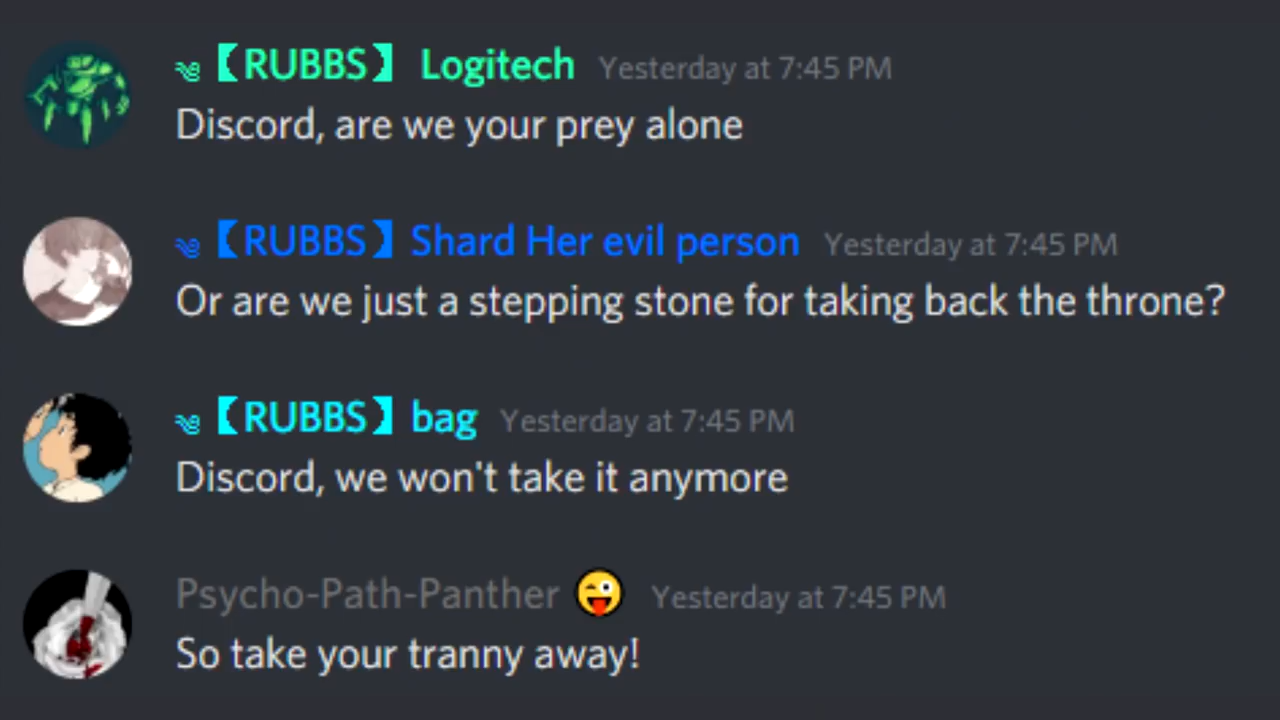 ༄【RUBBS】 Logitech Yesterday at 7:45 PM
Discord, are we your prey alone
༄【RUBBS】 Shard Her evil person Yesterday at 7:45 PM
Or are we just a stepping stone for taking back the throne?
༄【RUBBS】 bag Yesterday at 7:45 PM
Discord, we won't take it anymore
Psycho-Path-Panther 😜 Yesterday at 7:45 PM
So take your tranny away!